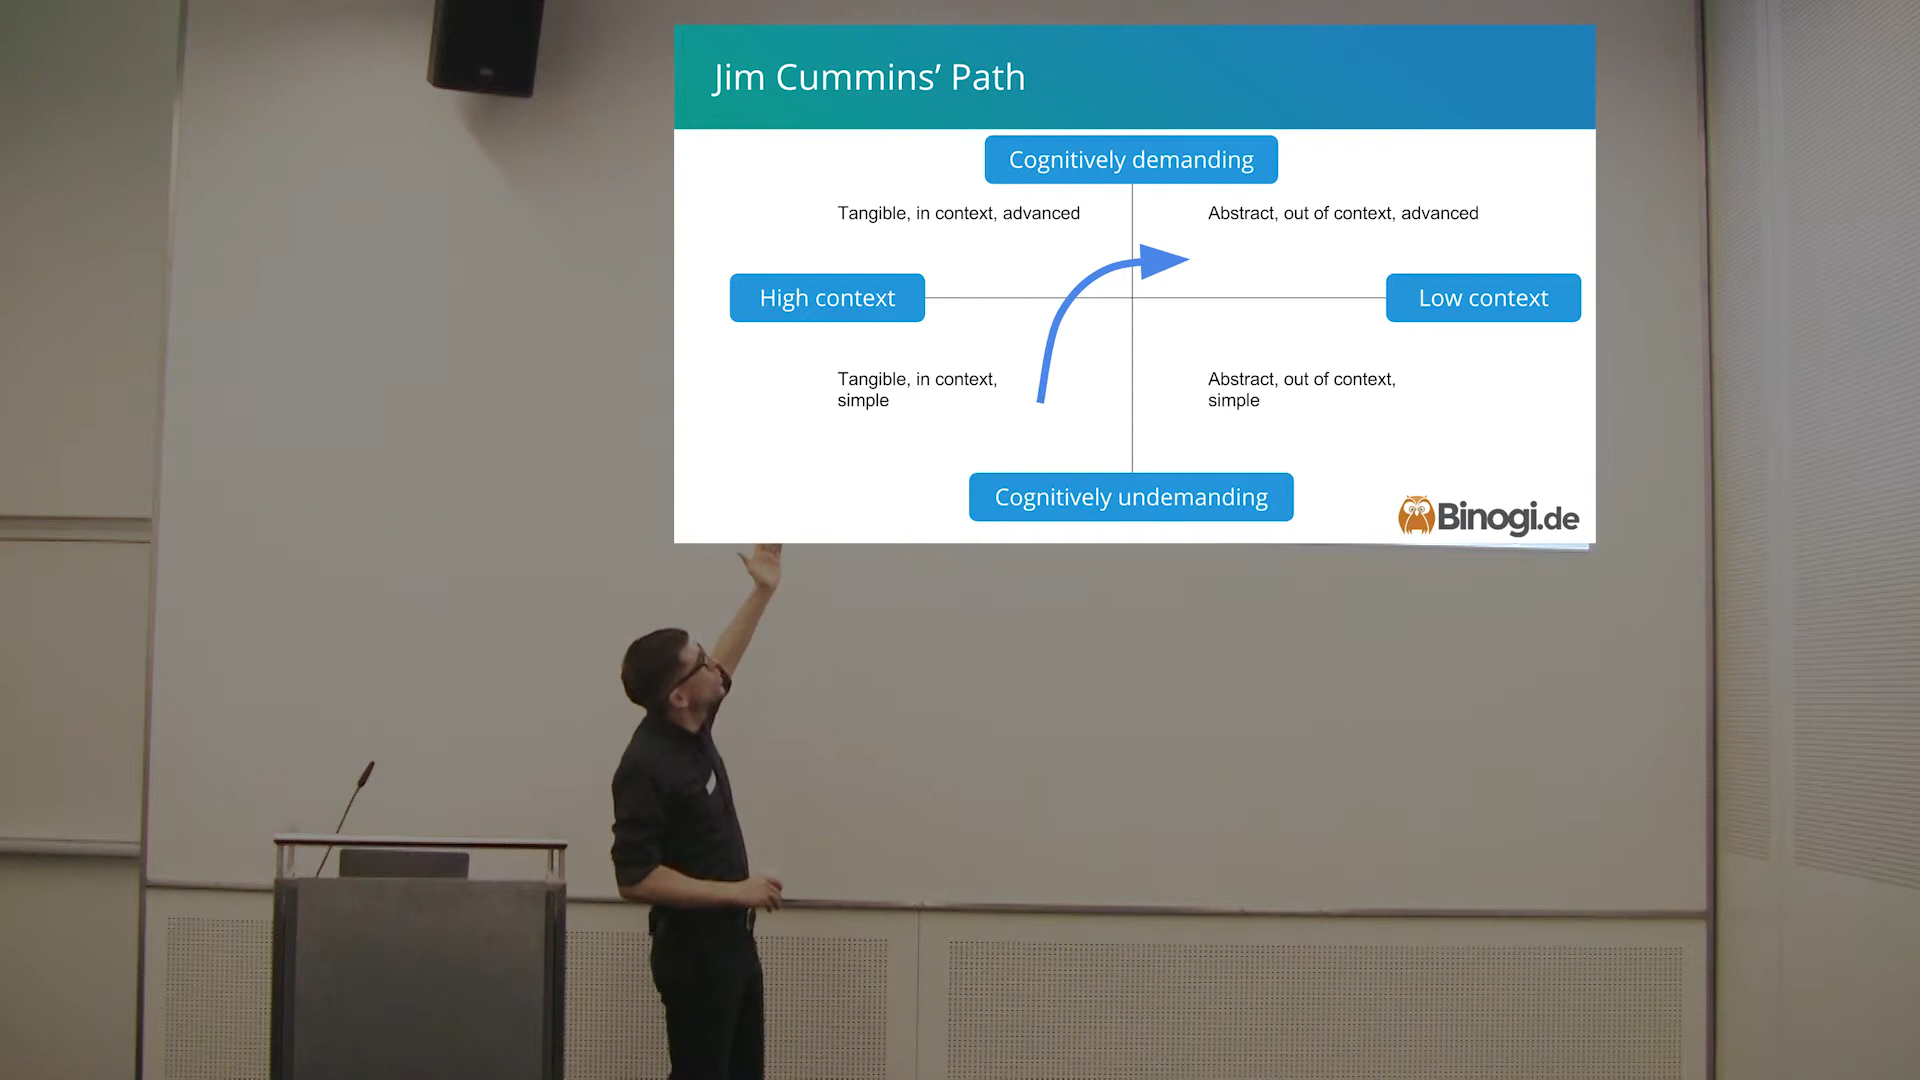 Jim Cummins’ Path
Cognitively demanding
Tangible, in context, advanced
Abstract, out of context, advanced
High context
Low context
Tangible, in context,
simple
Abstract, out of context,
simple
Cognitively undemanding
Binogi.de